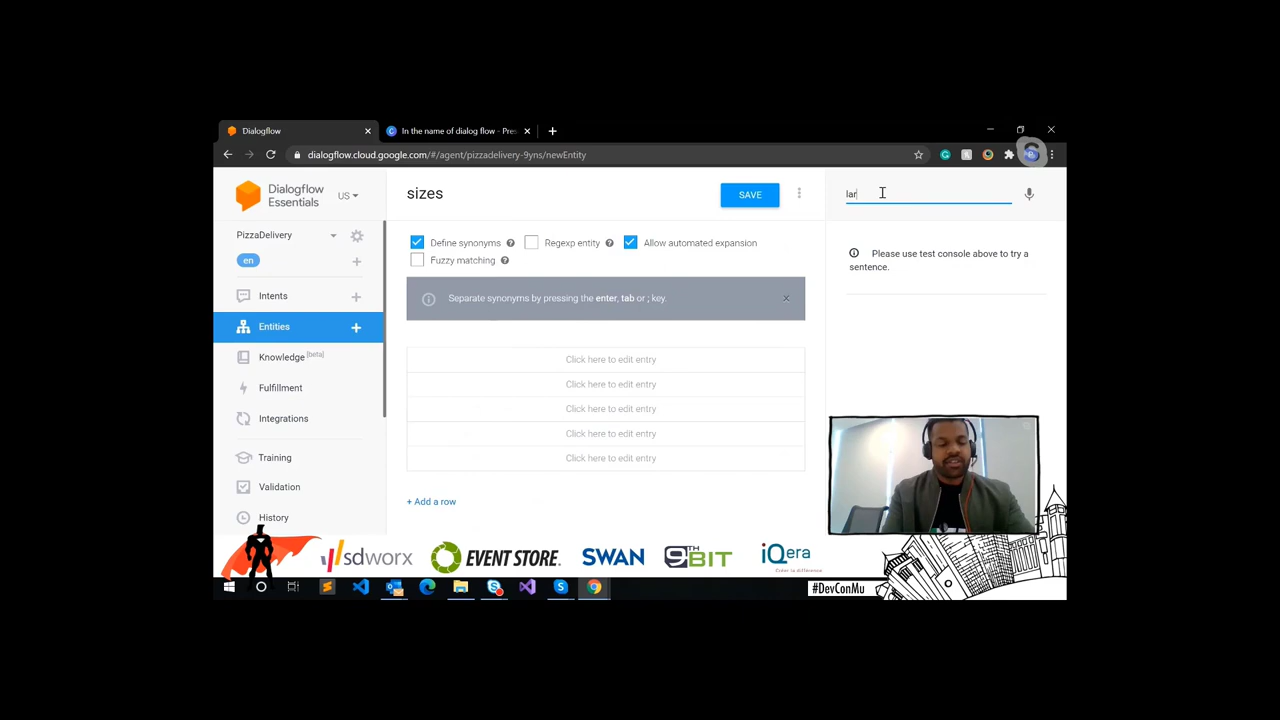 Dialogflow
In the name of dialog flow - Pres
dialogflow.cloud.google.com/#/agent/pizzadelivery-9yns/newEntity
Dialogflow
Essentials
US
sizes
SAVE
lar
PizzaDelivery
en
Intents
Entities
Knowledge [beta]
Fulfillment
Integrations
Training
Validation
History
Define synonyms
Regexp entity
Allow automated expansion
Fuzzy matching
Separate synonyms by pressing the enter, tab or ; key.
Click here to edit entry
Click here to edit entry
Click here to edit entry
Click here to edit entry
Click here to edit entry
+ Add a row
Please use test console above to try a
sentence.
sdworx
EVENT STORE.
SWAN
9TH BIT
iQera
#DevConMu